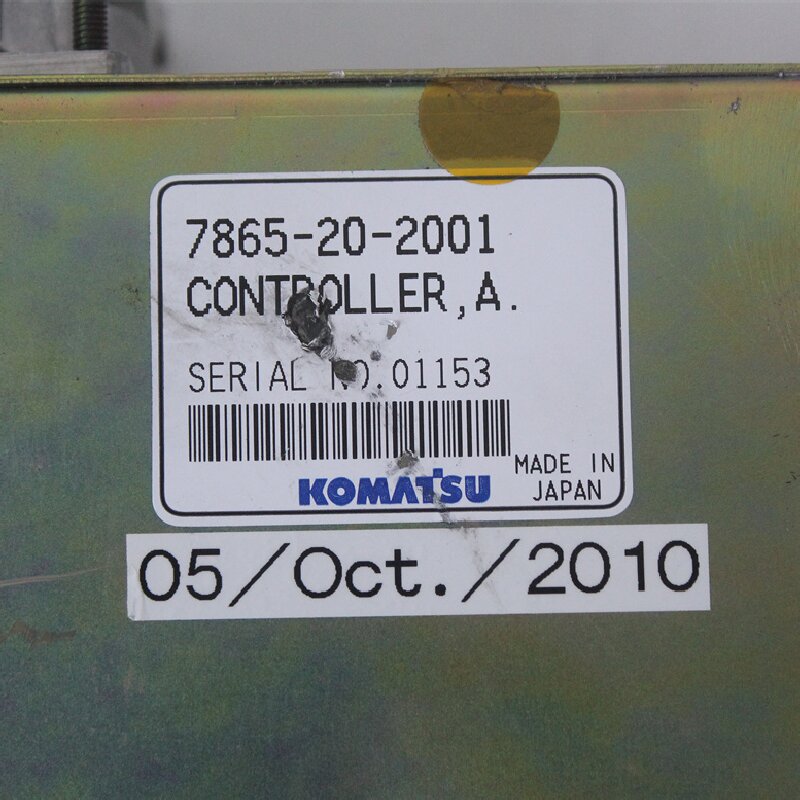 7865-20-2001
CONTROLLER,A.
SERIAL NO.01153
KOMATSU
MADE IN
JAPAN
05/Oct./2010